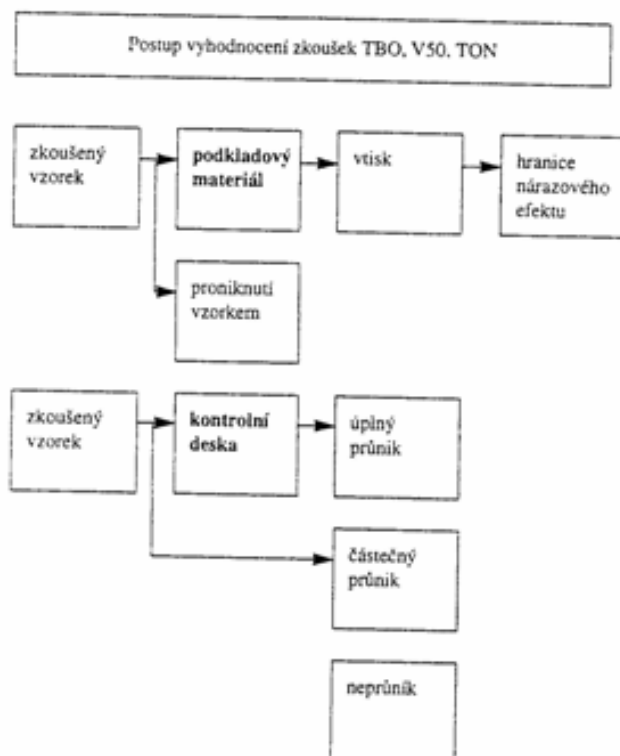 Postup vyhodnocení zkoušek TBO, V50, TON
zkoušený
vzorek
podkladový
materiál
vtisk
hranice
nárazového
efektu
proniknutí
vzorkem
zkoušený
vzorek
kontrolní
deska
úplný
průnik
částečný
průnik
neprůnik